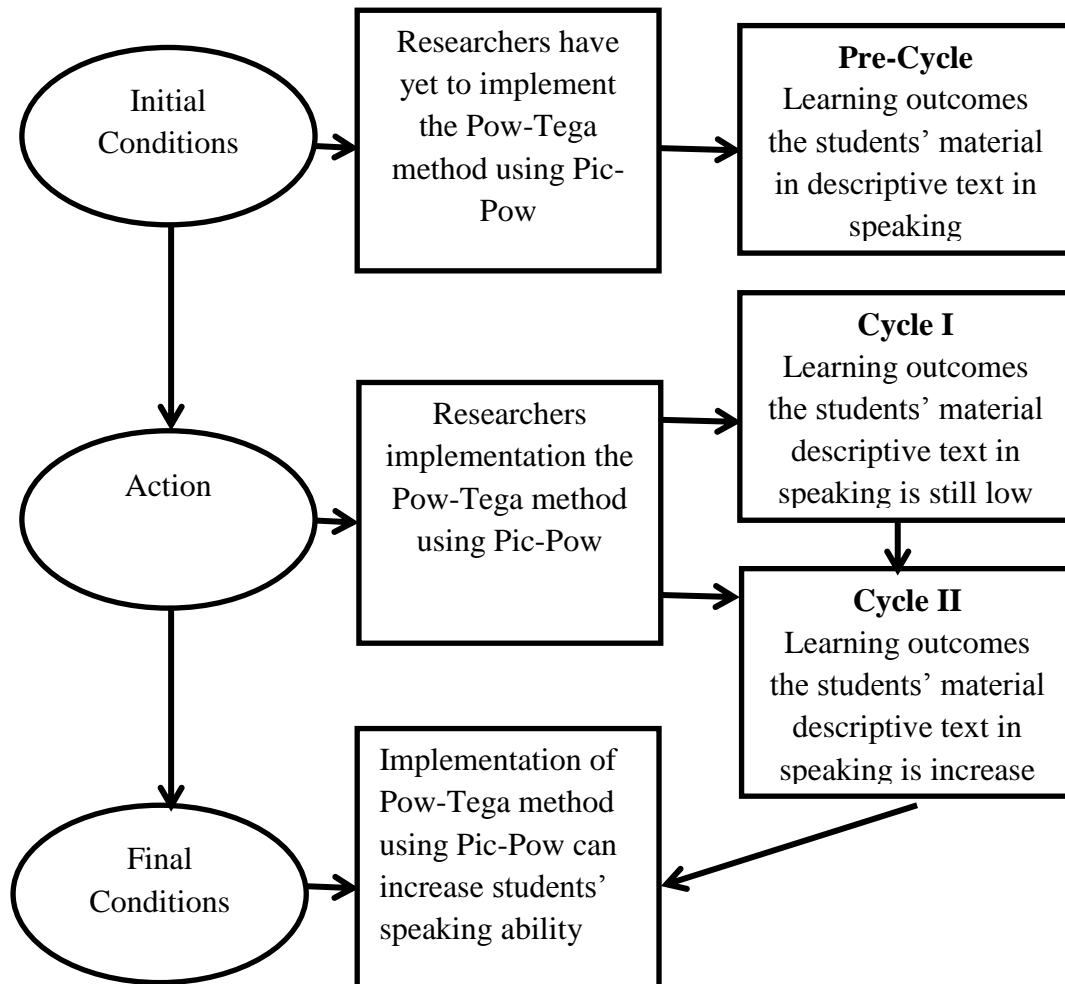 Initial
Conditions
Researchers have
yet to implement
the Pow-Tega
method using Pic-
Pow
Pre-Cycle
Learning outcomes
the students’ material
in descriptive text in
speaking
Action
Researchers
implementation the
Pow-Tega method
using Pic-Pow
Cycle I
Learning outcomes
the students’ material
descriptive text in
speaking is still low
Cycle II
Learning outcomes
the students’ material
descriptive text in
speaking is increase
Final
Conditions
Implementation of
Pow-Tega method
using Pic-Pow can
increase students’
speaking ability